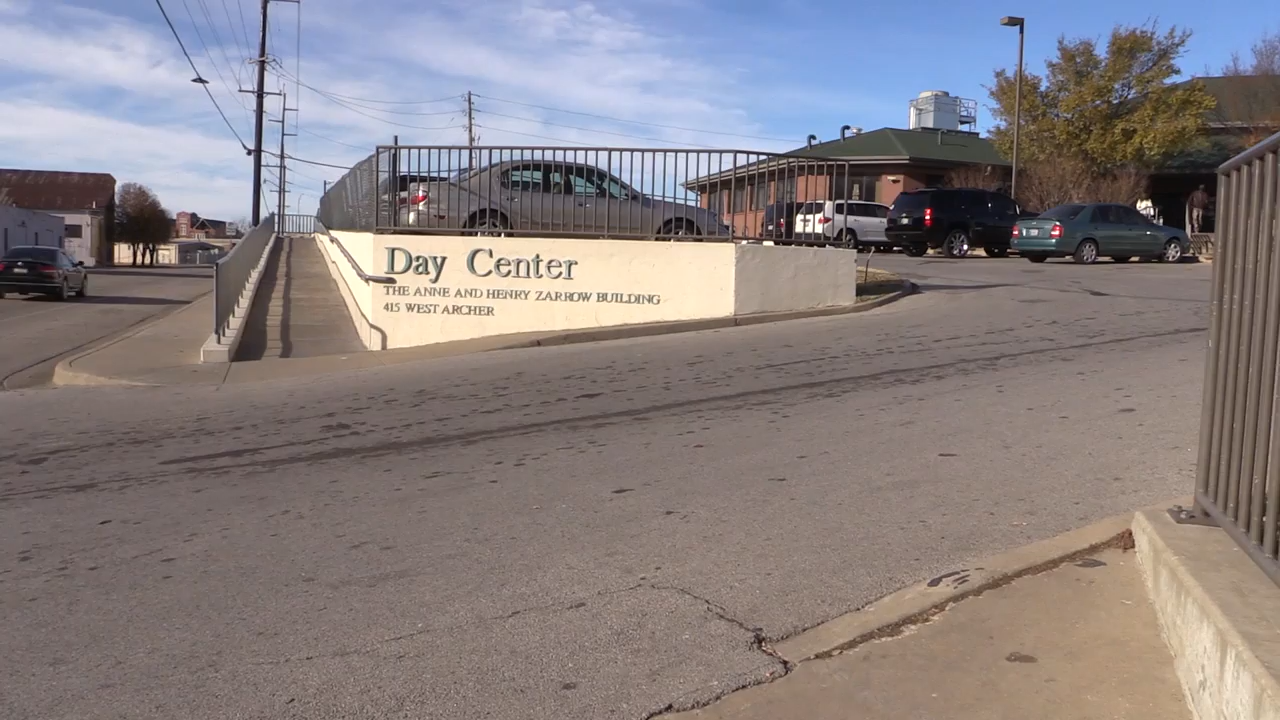 Day Center
THE ANNE AND HENRY ZARROW BUILDING
415 WEST ARCHER